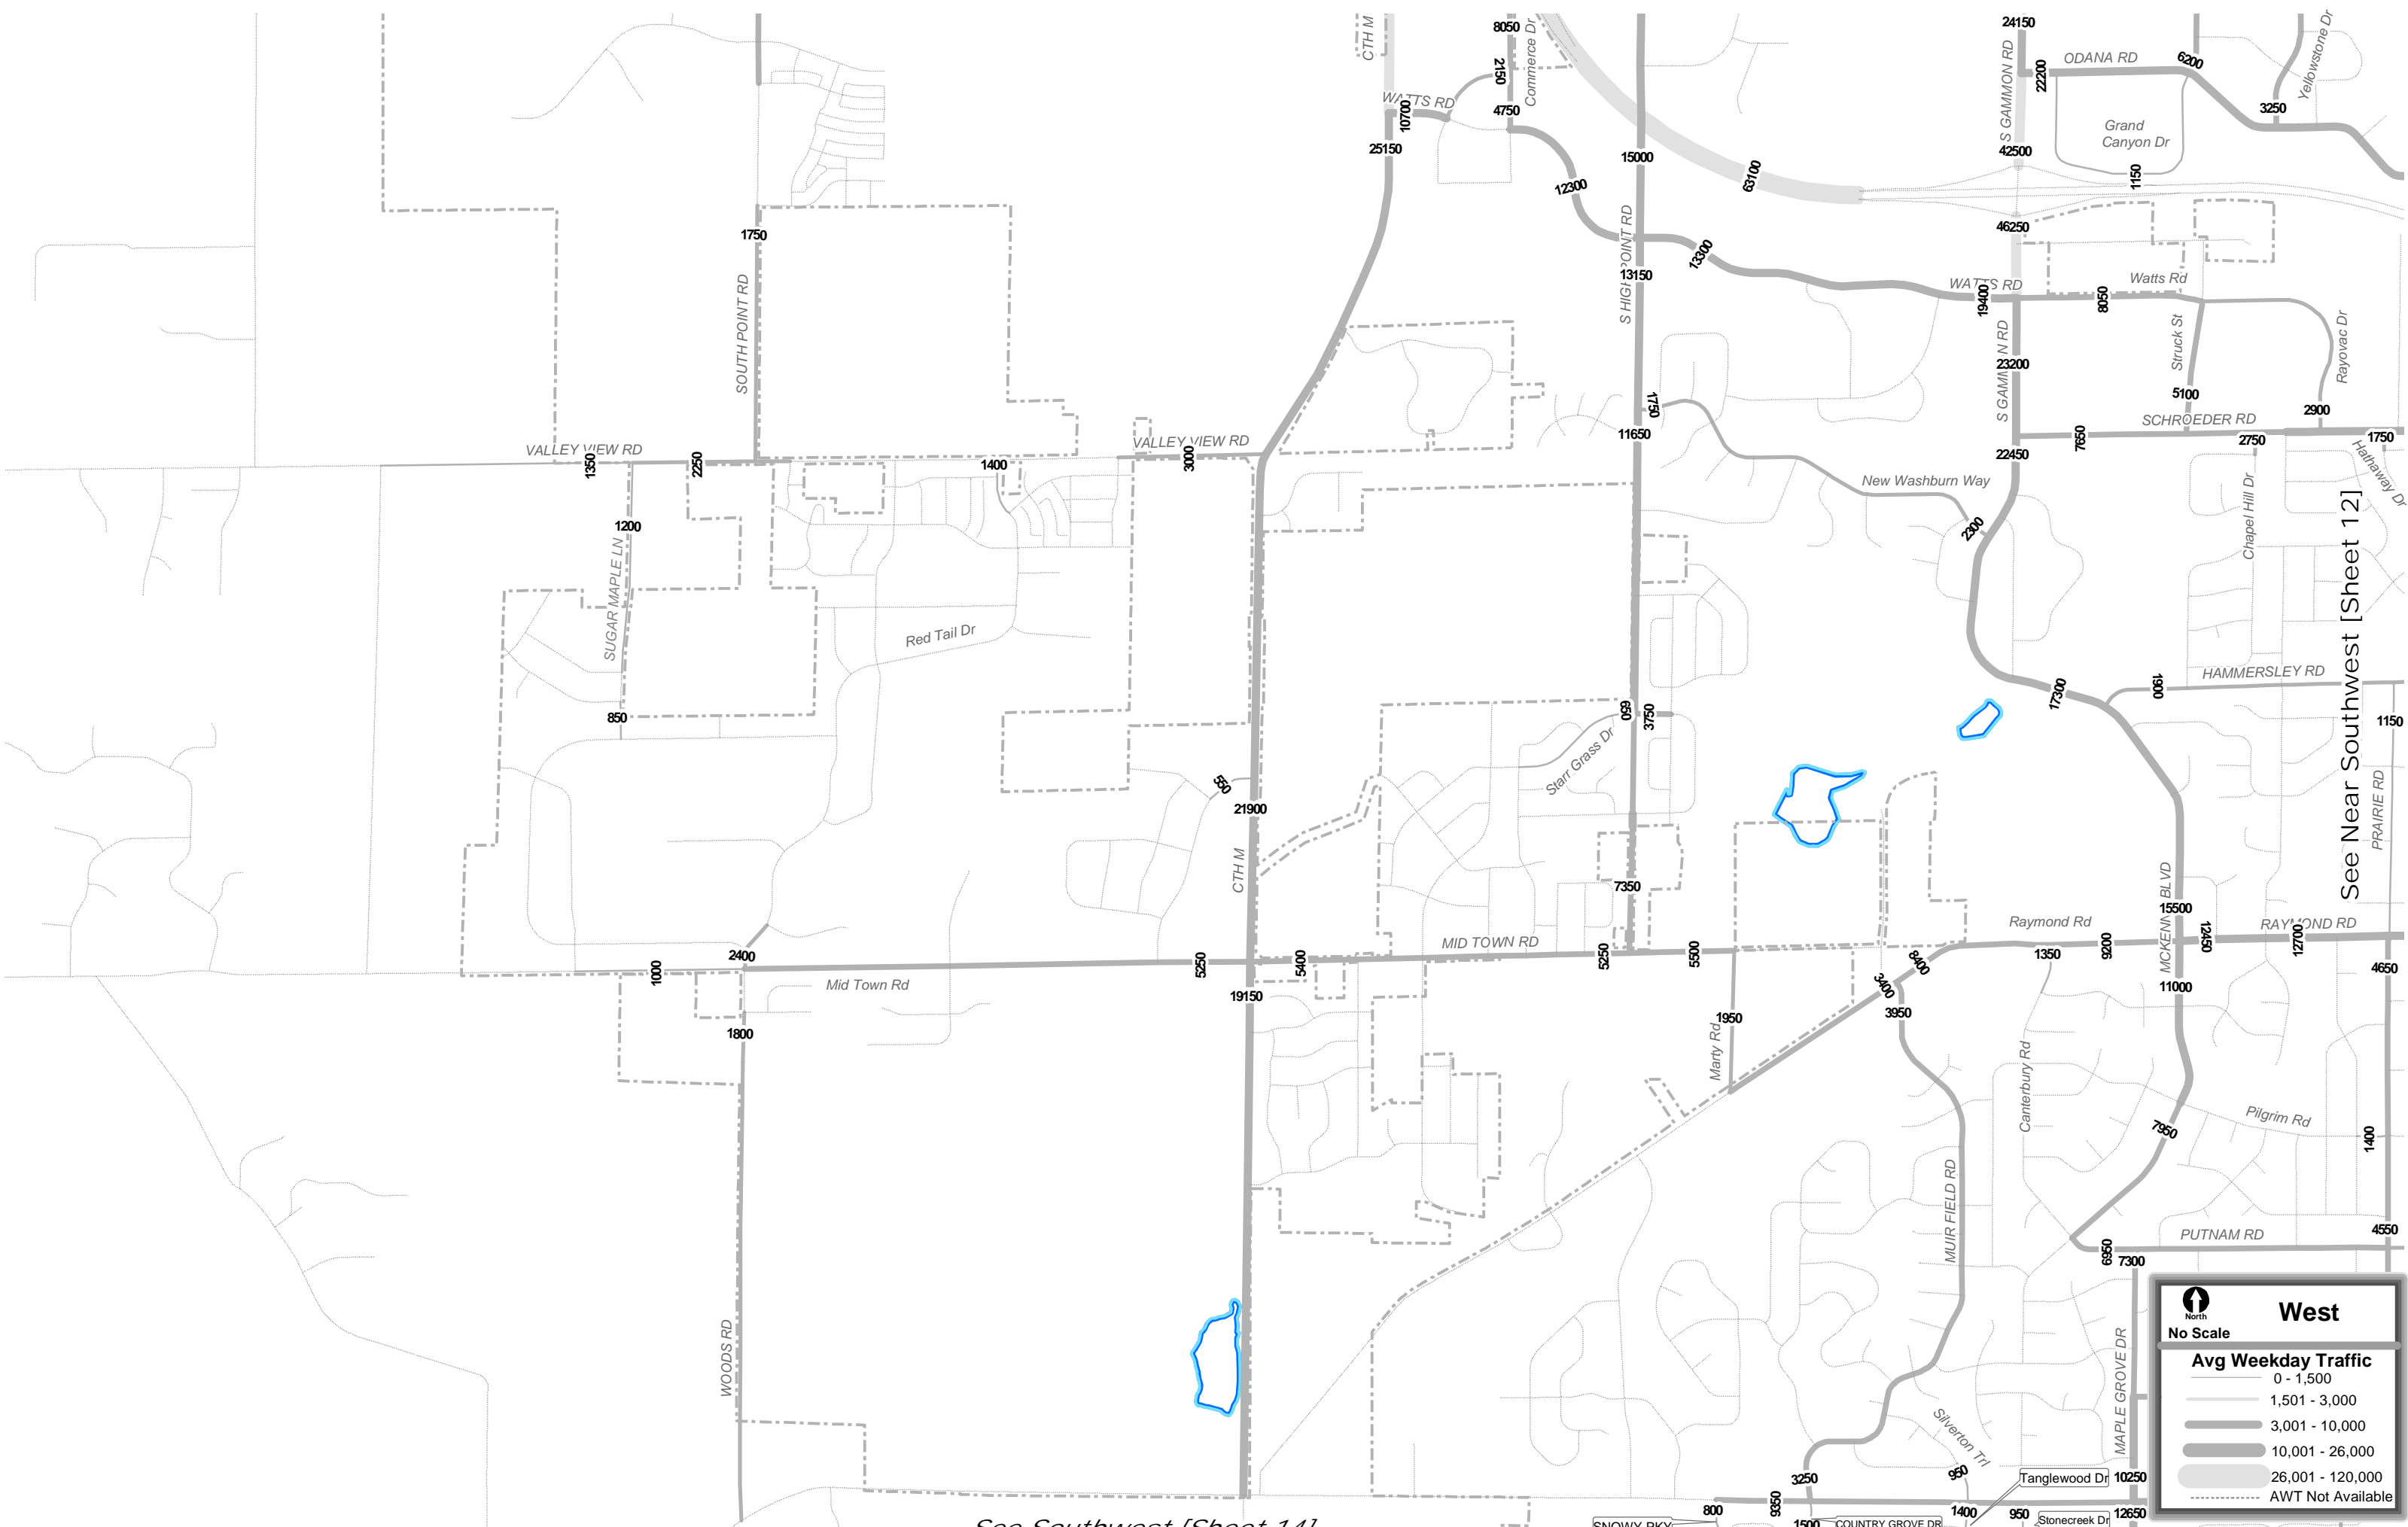 24150
8050
CTH M
Commerce Dr
Yellowstone Dr
S GAMMON RD
ODANA RD
6200
22200
2150
WATTS RD
10700
4750
3250
Grand
Canyon Dr
25150
15000
42500
63100
12300
1150
1750
46250
13300
S HIGH POINT RD
13150
SOUTH POINT RD
WATTS RD
Watts Rd
19400
8050
Struck St
Rayovac Dr
S GAMMON RD
23200
5100
1750
2900
11650
SCHROEDER RD
VALLEY VIEW RD
VALLEY VIEW RD
7650
2750
1750
1350
2250
1400
3000
22450
Hathaway Dr
New Washburn Way
Chapel Hill Dr
1200
2300
SUGAR MAPLE LN
See Near Southwest [Sheet 12]
Red Tail Dr
HAMMERSLEY RD
1900
17300
850
650
3750
1150
Starr Grass Dr
550
21900
PRAIRIE RD
CTH M
7350
MCKENNA BLVD
15500
Raymond Rd
RAYMOND RD
MID TOWN RD
12450
12700
2400
5250
5400
5250
5500
8400
1350
9200
1000
Mid Town Rd
3400
4650
19150
11000
1800
1950
3950
Marty Rd
Canterbury Rd
Pilgrim Rd
7950
1400
MUIR FIELD RD
4550
PUTNAM RD
6950
7300
WOODS RD
MAPLE GROVE DR
North
West
No Scale
Avg Weekday Traffic
0 - 1,500
1,501 - 3,000
3,001 - 10,000
10,001 - 26,000
26,001 - 120,000
AWT Not Available
Silverton Trl
3250
950
Tanglewood Dr
10250
800
9350
1400
950
12650
Stonecreek Dr
1500
COUNTRY GROVE DR
SNOWY PKY
See Southwest [Sheet 14]